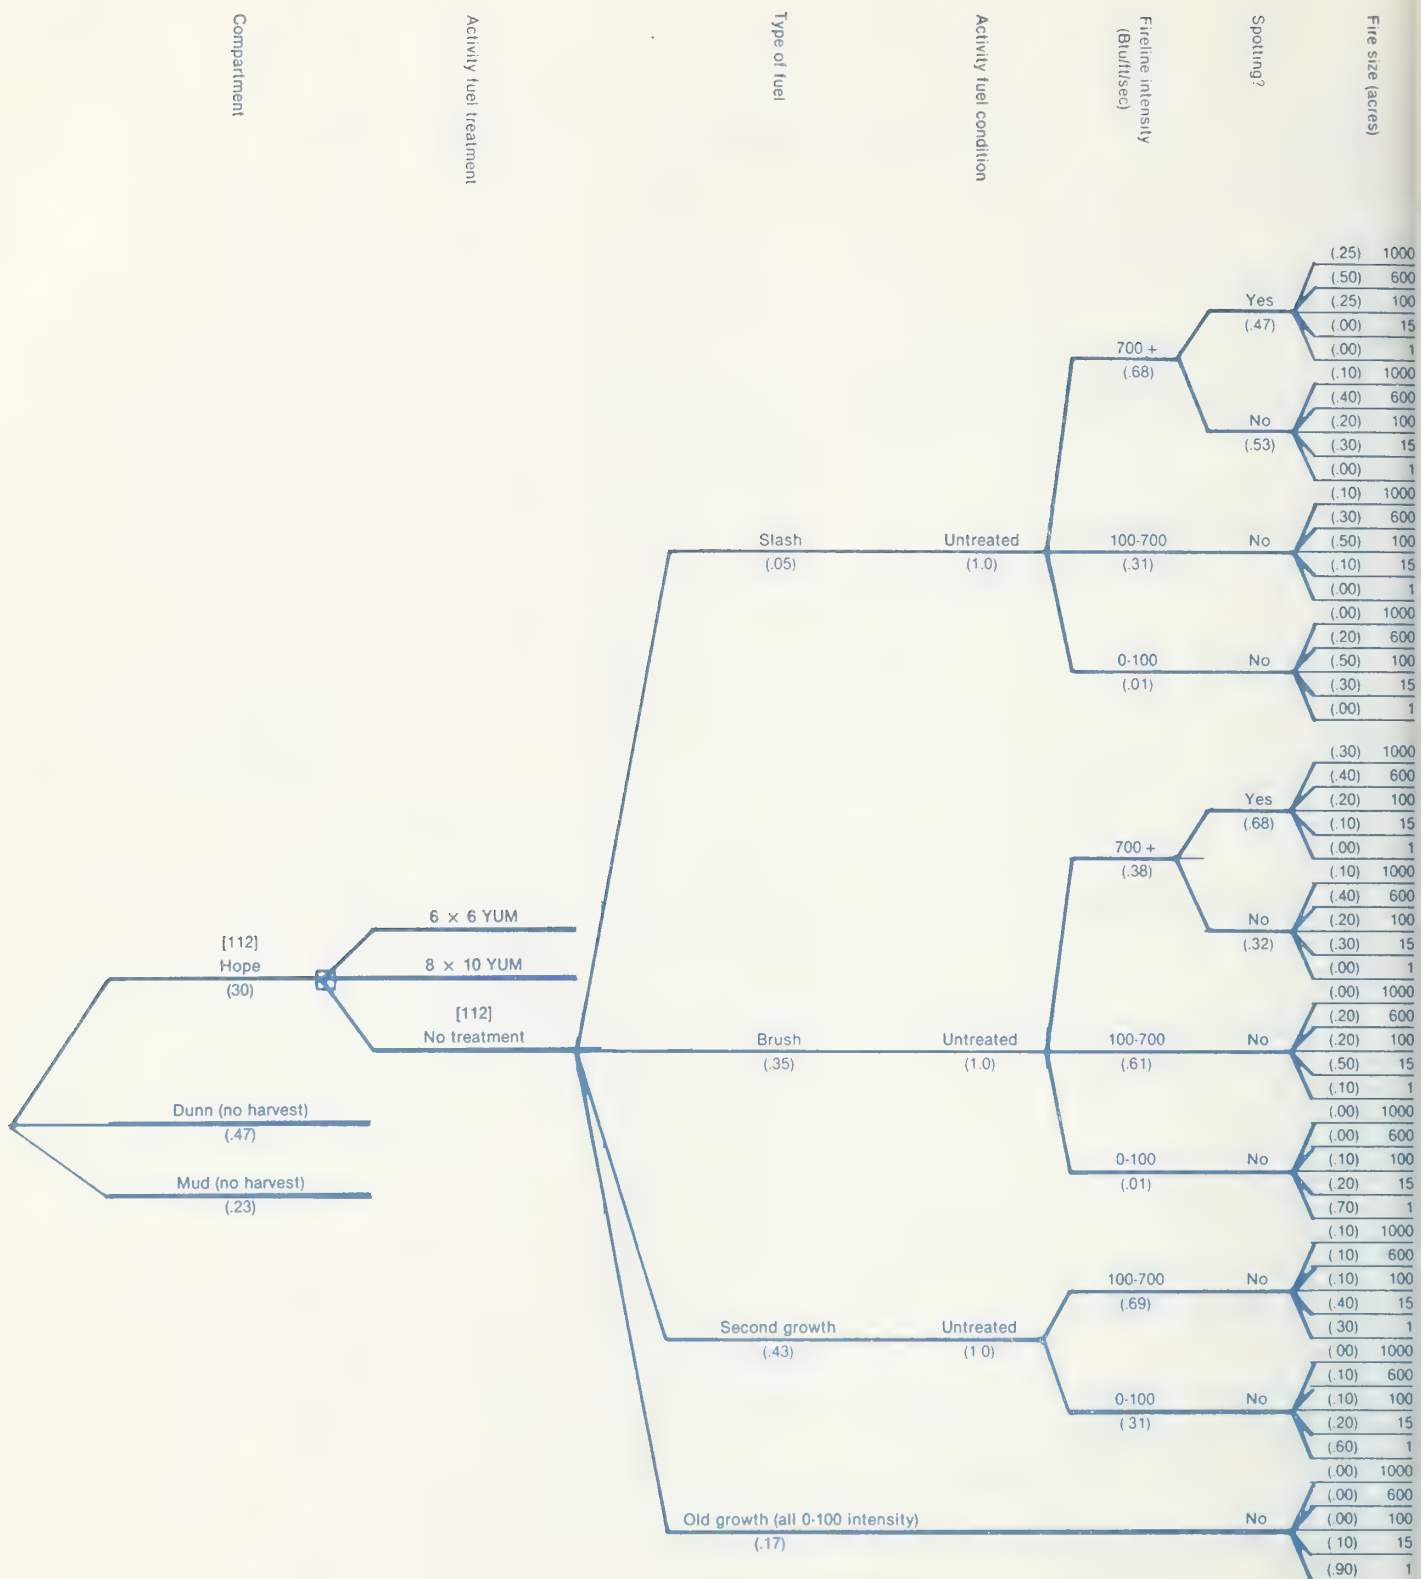 Compartment
Activity fuel treatment
Type of fuel
Activity fuel condition
Fireline intensity
(Btu/ft/sec)
Spotting?
Fire size (acres)
(.25) 1000
(.50) 600
Yes (.25) 100
(.47) (.00) 15
700 + (.00) 1
(.68) (.10) 1000
(.40) 600
No (.20) 100
(.53) (.30) 15
(.00) 1
(.10) 1000
(.30) 600
Slash Untreated 100-700 No (.50) 100
(.05) (1.0) (.31) (.10) 15
(.00) 1
(.00) 1000
(.20) 600
0-100 No (.50) 100
(.01) (.30) 15
(.00) 1
(.30) 1000
(.40) 600
Yes (.20) 100
(.68) (.10) 15
700 + (.00) 1
(.38) (.10) 1000
(.40) 600
6 × 6 YUM No (.20) 100
[112] (.32) (.30) 15
Hope 8 × 10 YUM (.00) 1
(30) (.00) 1000
[112] (.20) 600
No treatment Brush Untreated 100-700 No (.20) 100
(.35) (1.0) (.61) (.50) 15
(.10) 1
Dunn (no harvest) (.00) 1000
(.47) (.00) 600
0-100 No (.10) 100
Mud (no harvest) (.01) (.20) 15
(.23) (.70) 1
(.10) 1000
( 10) 600
100-700 No (.10) 100
(.69) (.40) 15
Second growth Untreated ( 30) 1
(.43) (1 0) ( 00) 1000
(.10) 600
0-100 No (.10) 100
( 31) (.20) 15
(.60) 1
(.00) 1000
(.00) 600
Old growth (all 0-100 intensity) No (.00) 100
(.17) ( 10) 15
(.90) 1